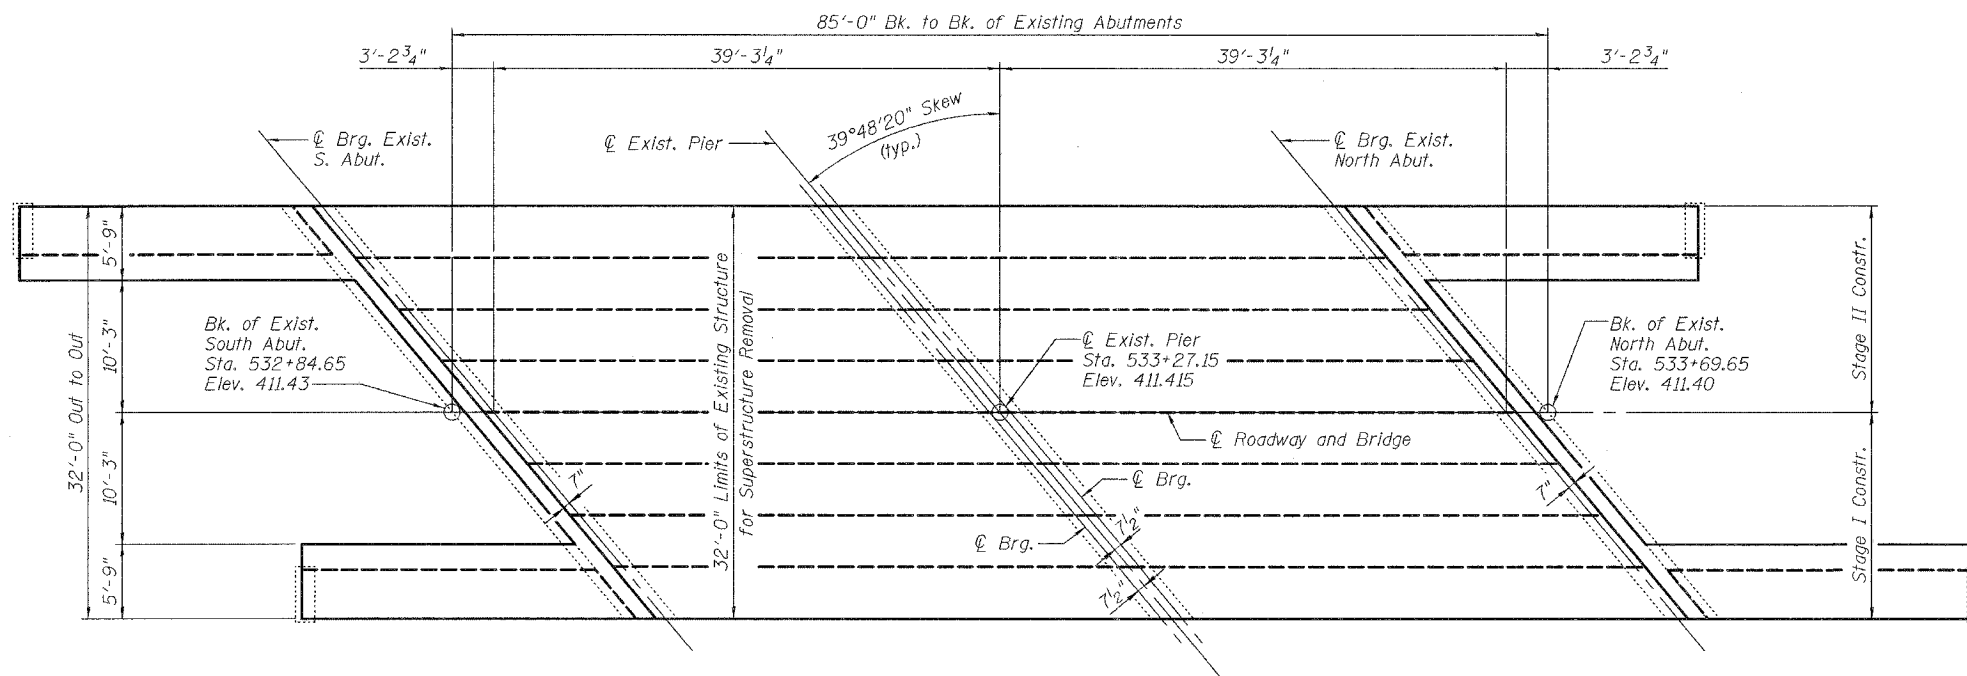 85'-0" Bk. to Bk. of Existing Abutments
3'-2¾"
39'-3¼"
39'-3¼"
3'-2¾"
39°48'20" Skew
(typ.)
℄ Brg. Exist.
S. Abut.
℄ Exist. Pier
℄ Brg. Exist.
North Abut.
32'-0" Out to Out
5'-9"
10'-3"
10'-3"
5'-9"
Bk. of Exist.
South Abut.
Sta. 532+84.65
Elev. 411.43
32'-0" Limits of Existing Structure
for Superstructure Removal
℄ Exist. Pier
Sta. 533+27.15
Elev. 411.415
Bk. of Exist.
North Abut.
Sta. 533+69.65
Elev. 411.40
℄ Roadway and Bridge
7"
℄ Brg.
℄ Brg.
7½"
7½"
7"
Stage II Constr.
Stage I Constr.